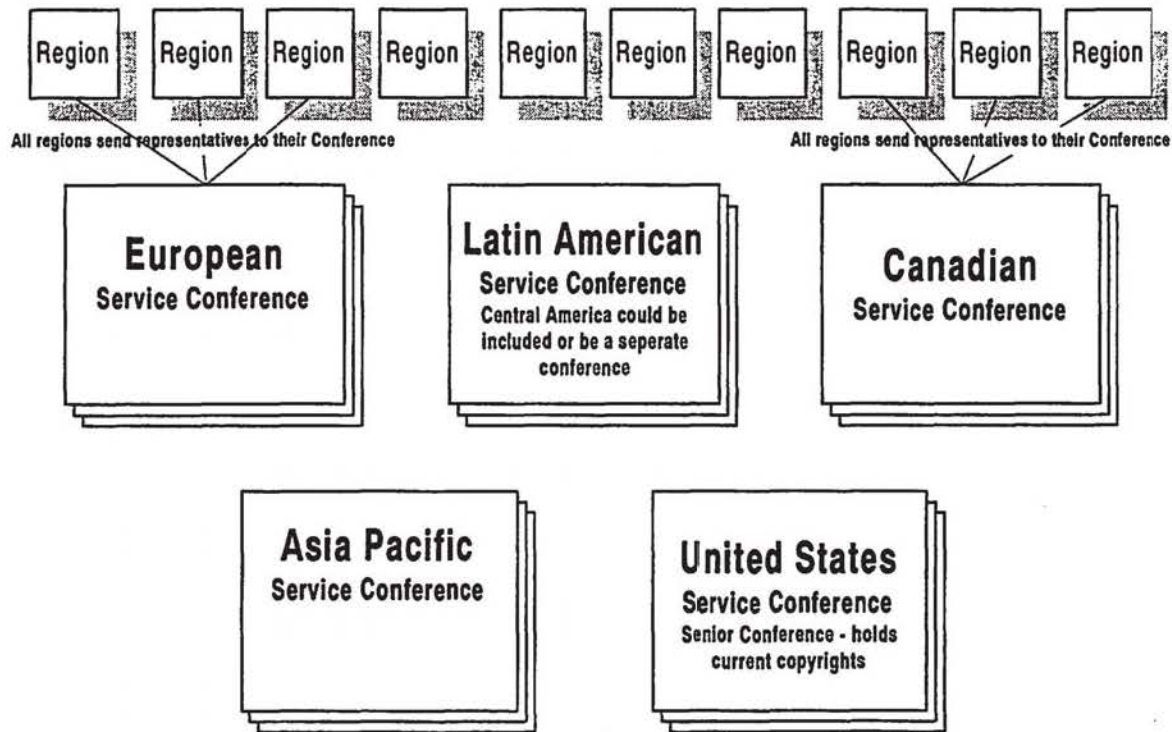 Region Region Region Region Region Region Region Region Region Region
All regions send representatives to their Conference All regions send representatives to their Conference
European
Service Conference
Latin American
Service Conference
Central America could be
included or be a seperate
conference
Canadian
Service Conference
Asia Pacific
Service Conference
United States
Service Conference
Senior Conference - holds
current copyrights